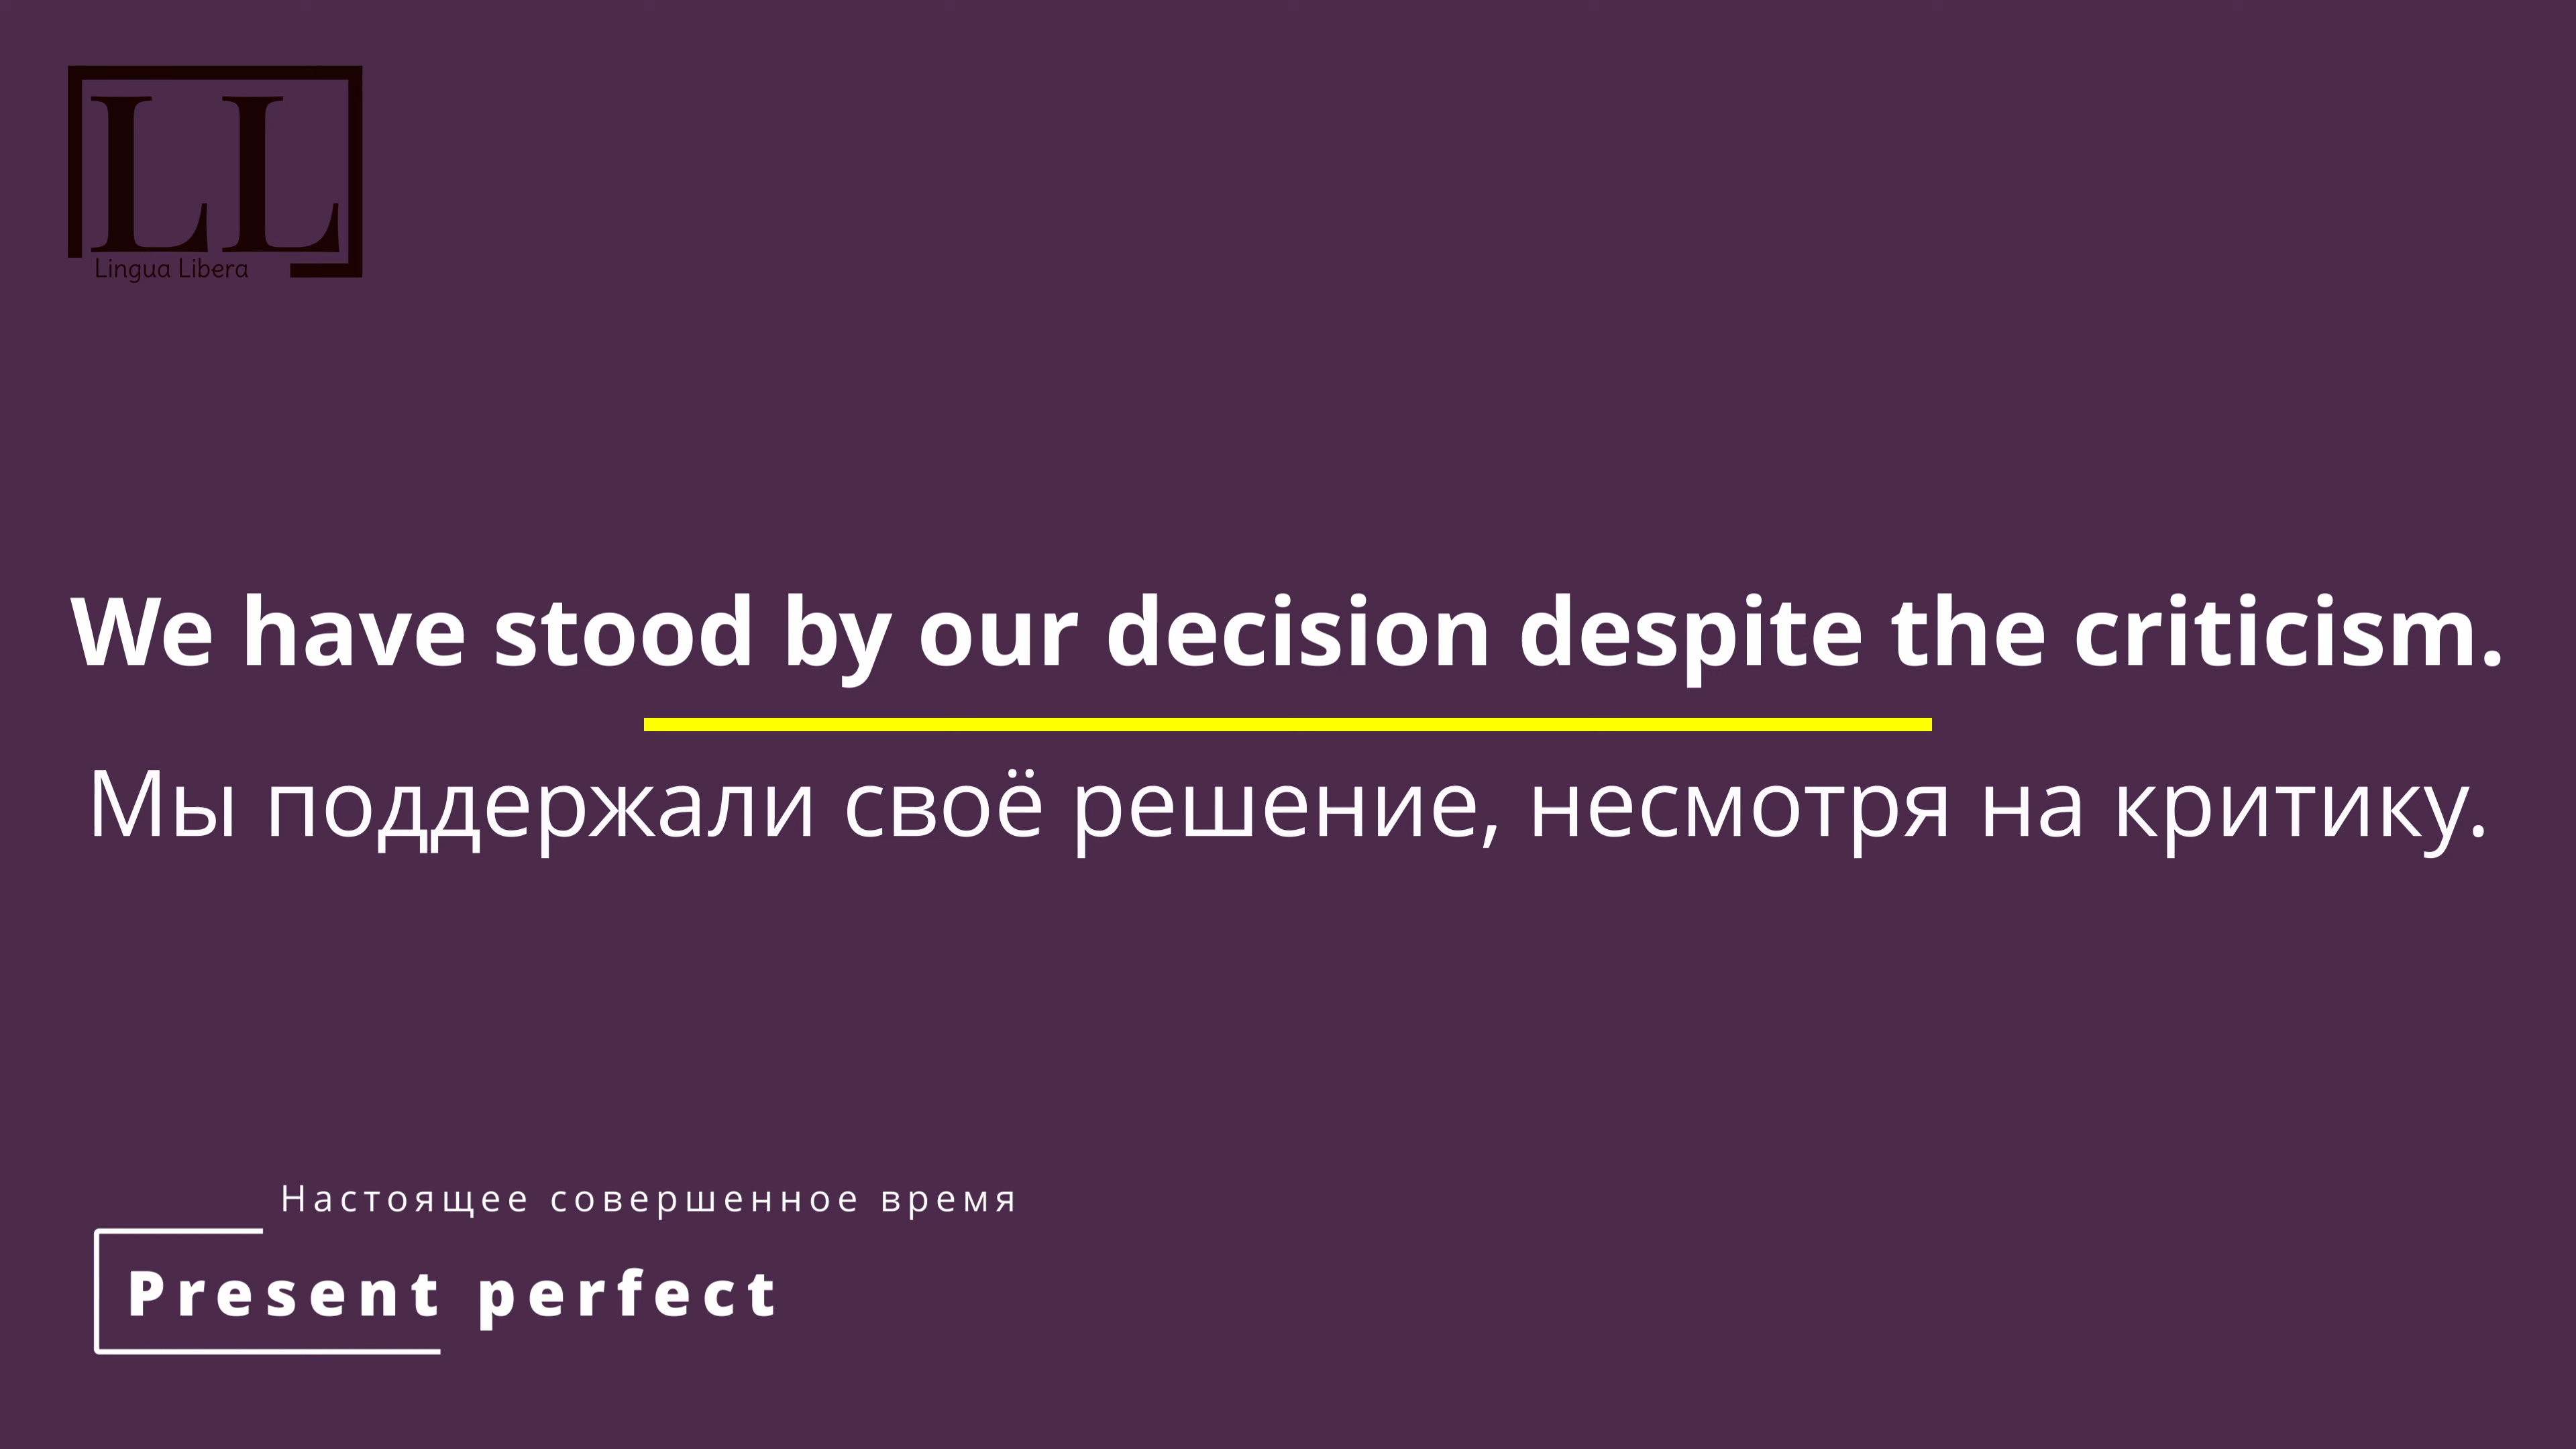 LL
Lingua Libera
We have stood by our decision despite the criticism.
Мы поддержали своё решение, несмотря на критику.
Настоящее совершенное время
Present perfect